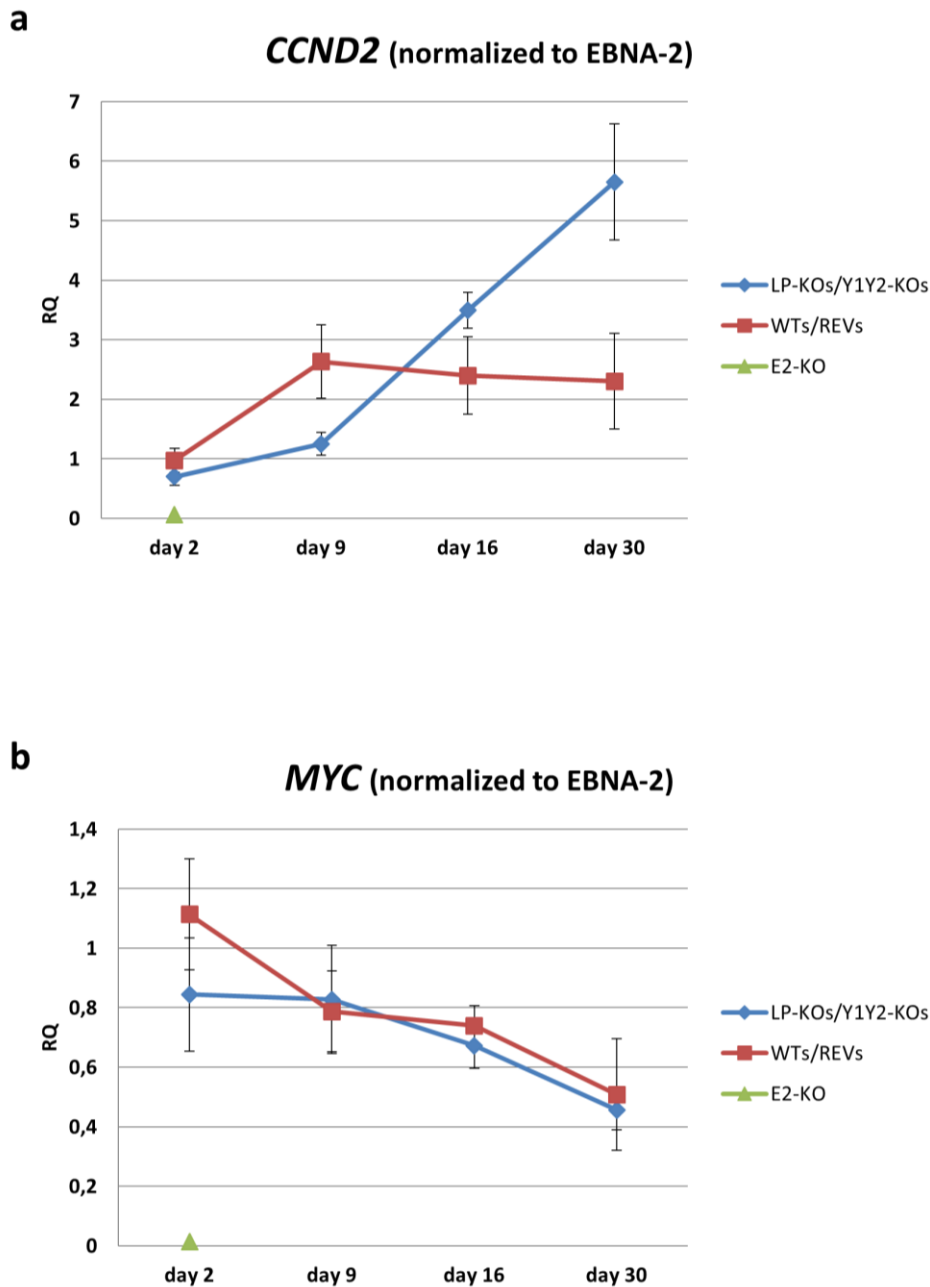 a
CCND2 (normalized to EBNA-2)
7
6
5
4
3
2
1
0
RQ
day 2 day 9 day 16 day 30
LP-KOs/Y1Y2-KOs
WTs/REVs
E2-KO
b
MYC (normalized to EBNA-2)
1,4
1,2
1
0,8
0,6
0,4
0,2
0
RQ
day 2 day 9 day 16 day 30
LP-KOs/Y1Y2-KOs
WTs/REVs
E2-KO